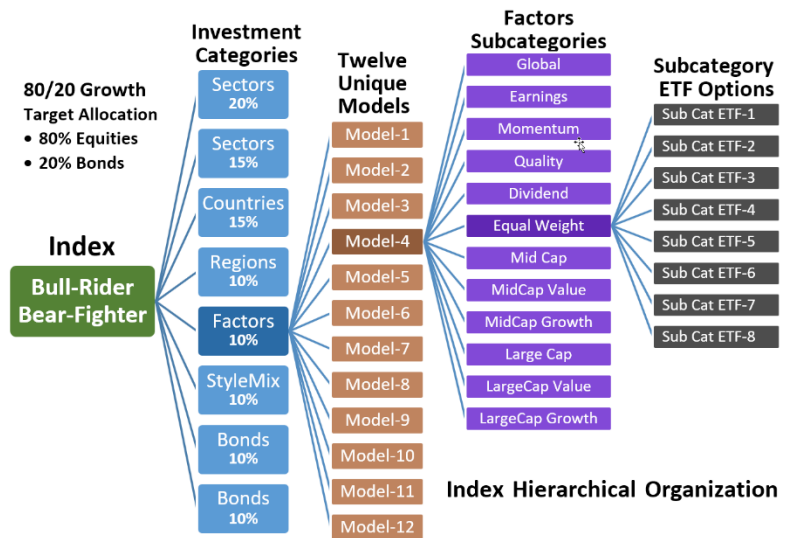 80/20 Growth
Target Allocation
• 80% Equities
• 20% Bonds
Index
Bull-Rider
Bear-Fighter
Investment
Categories
Sectors
20%
Sectors
15%
Countries
15%
Regions
10%
Factors
10%
StyleMix
10%
Bonds
10%
Bonds
10%
Twelve
Unique
Models
Model-1
Model-2
Model-3
Model-4
Model-5
Model-6
Model-7
Model-8
Model-9
Model-10
Model-11
Model-12
Factors
Subcategories
Global
Earnings
Momentum
Quality
Dividend
Equal Weight
Mid Cap
MidCap Value
MidCap Growth
Large Cap
LargeCap Value
LargeCap Growth
Subcategory
ETF Options
Sub Cat ETF-1
Sub Cat ETF-2
Sub Cat ETF-3
Sub Cat ETF-4
Sub Cat ETF-5
Sub Cat ETF-6
Sub Cat ETF-7
Sub Cat ETF-8
Index Hierarchical Organization